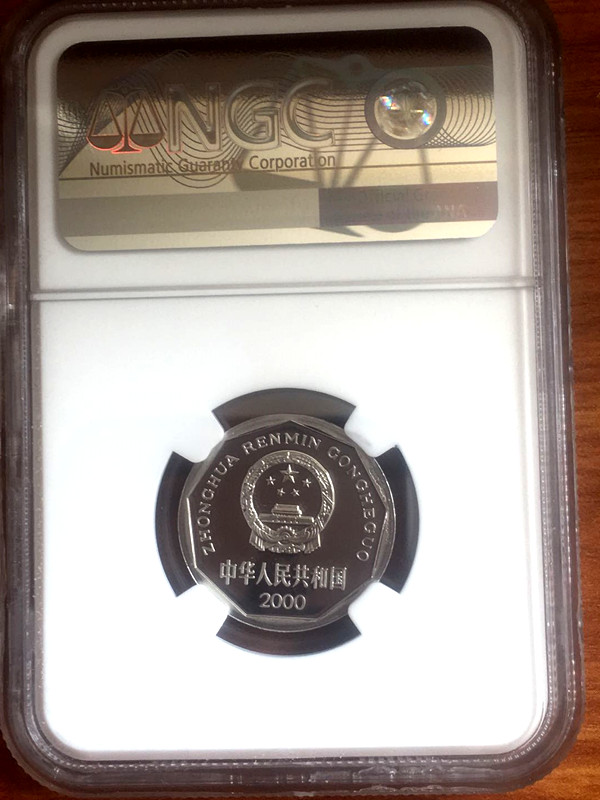 NGC
Numismatic Guaranty Corporation
ZHONGHUA RENMIN GONGHEGUO
中华人民共和国
2000